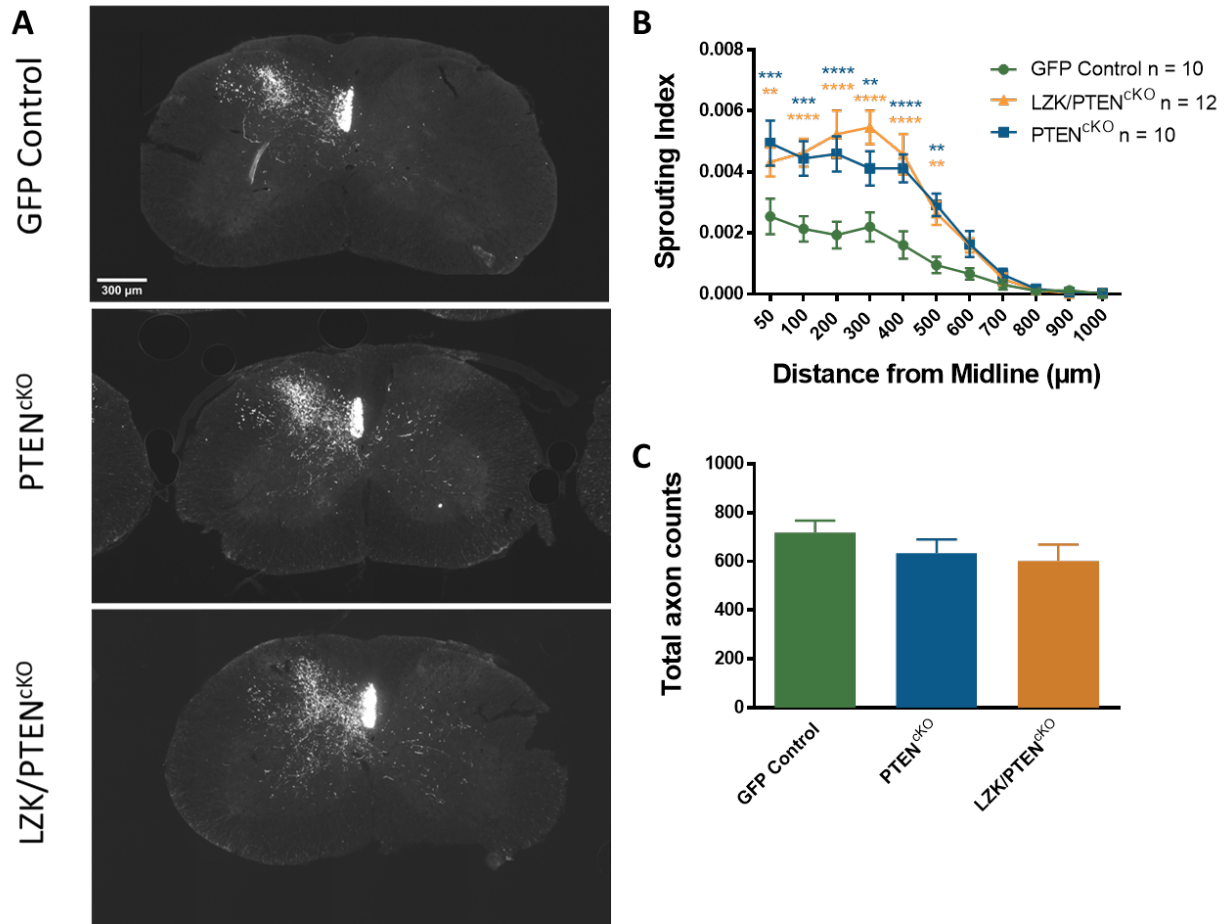 A
GFP Control
300 µm
PTENcKO
LZK/PTENcKO
B
Sprouting Index
0.008
0.006
0.004
0.002
0.000
*** **** ** 
** *** **** **** **** **
**** ****
**
50 100 200 300 400 500 600 700 800 900 1000
Distance from Midline (µm)
GFP Control n = 10
LZK/PTENcKO n = 12
PTENcKO n = 10
C
Total axon counts
1000
800
600
400
200
0
GFP Control
PTENcKO
LZK/PTENcKO